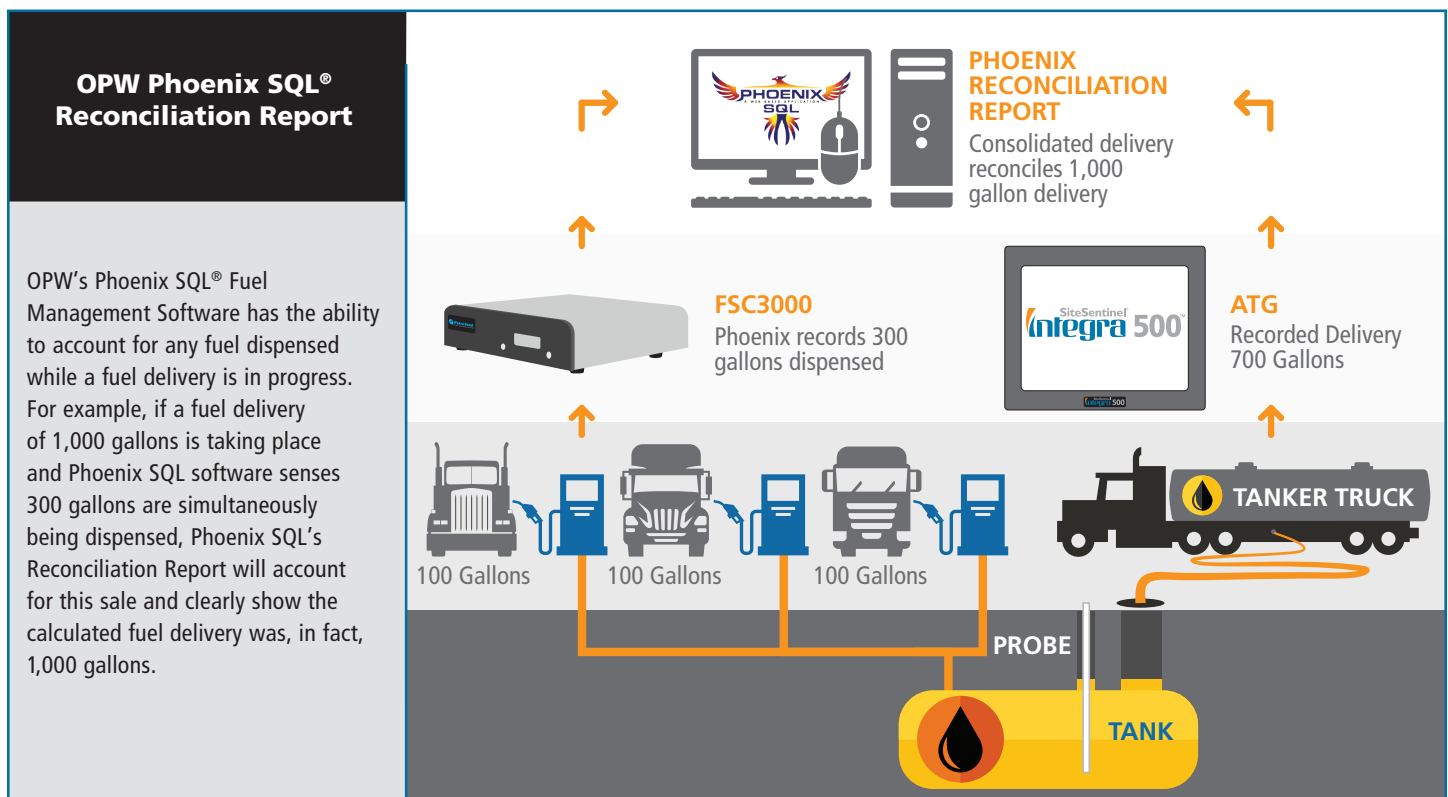 OPW Phoenix SQL®
Reconciliation Report
OPW's Phoenix SQL® Fuel
Management Software has the ability
to account for any fuel dispensed
while a fuel delivery is in progress.
For example, if a fuel delivery
of 1,000 gallons is taking place
and Phoenix SQL software senses
300 gallons are simultaneously
being dispensed, Phoenix SQL's
Reconciliation Report will account
for this sale and clearly show the
calculated fuel delivery was, in fact,
1,000 gallons.
PHOENIX
A WEB BASED APPLICATION
SQL
PHOENIX
RECONCILIATION
REPORT
Consolidated delivery
reconciles 1,000
gallon delivery
FSC3000
Phoenix records 300
gallons dispensed
SiteSentinel®
integra 500™
integra 500
ATG
Recorded Delivery
700 Gallons
100 Gallons
100 Gallons
100 Gallons
TANKER TRUCK
PROBE
TANK